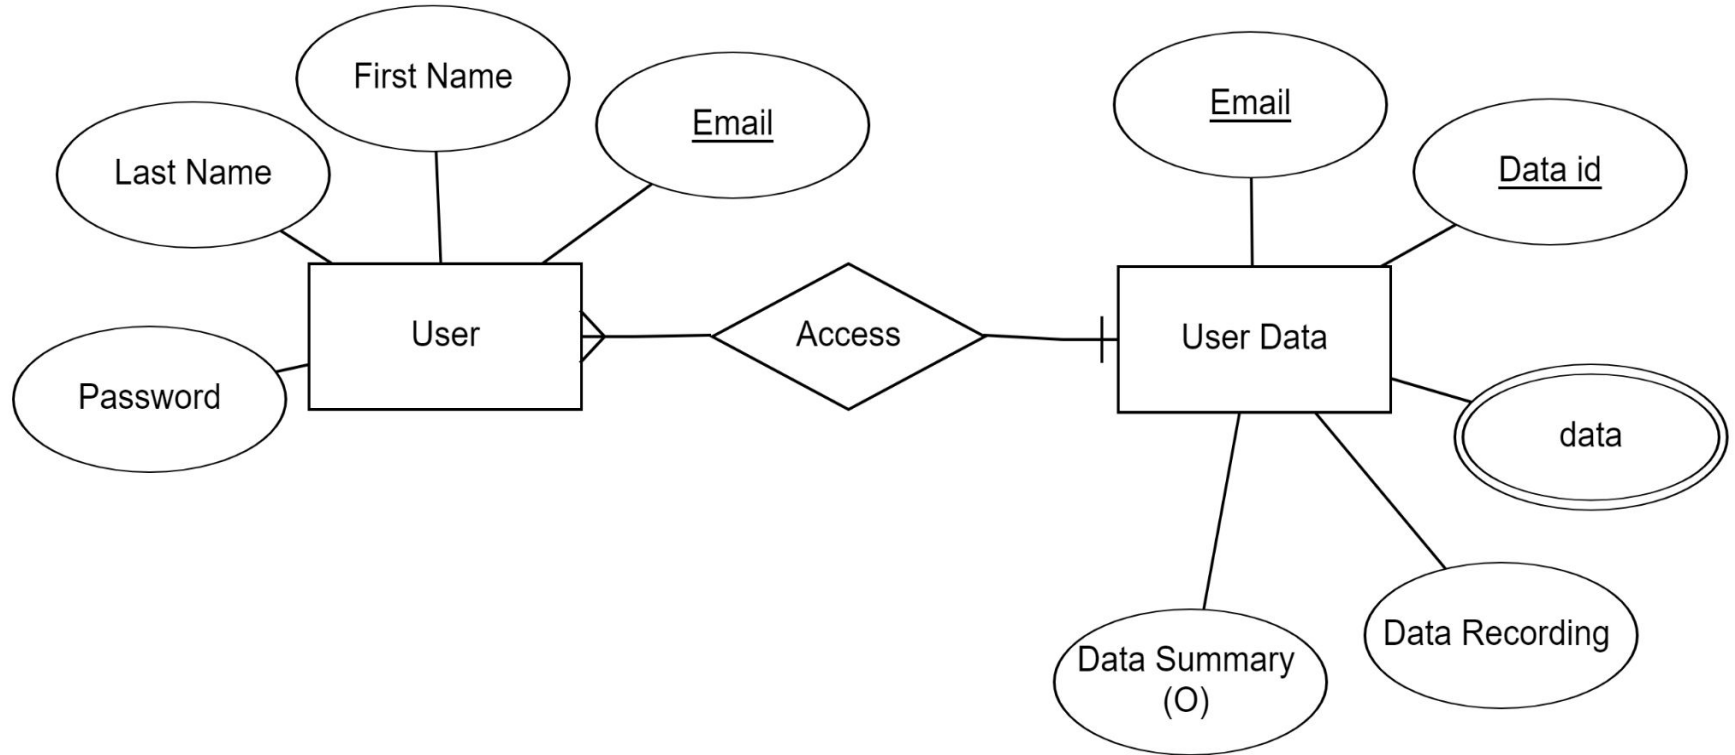 First Name
Email
Last Name
Password
User
Access
Email
Data id
User Data
data
Data Recording
Data Summary
(O)